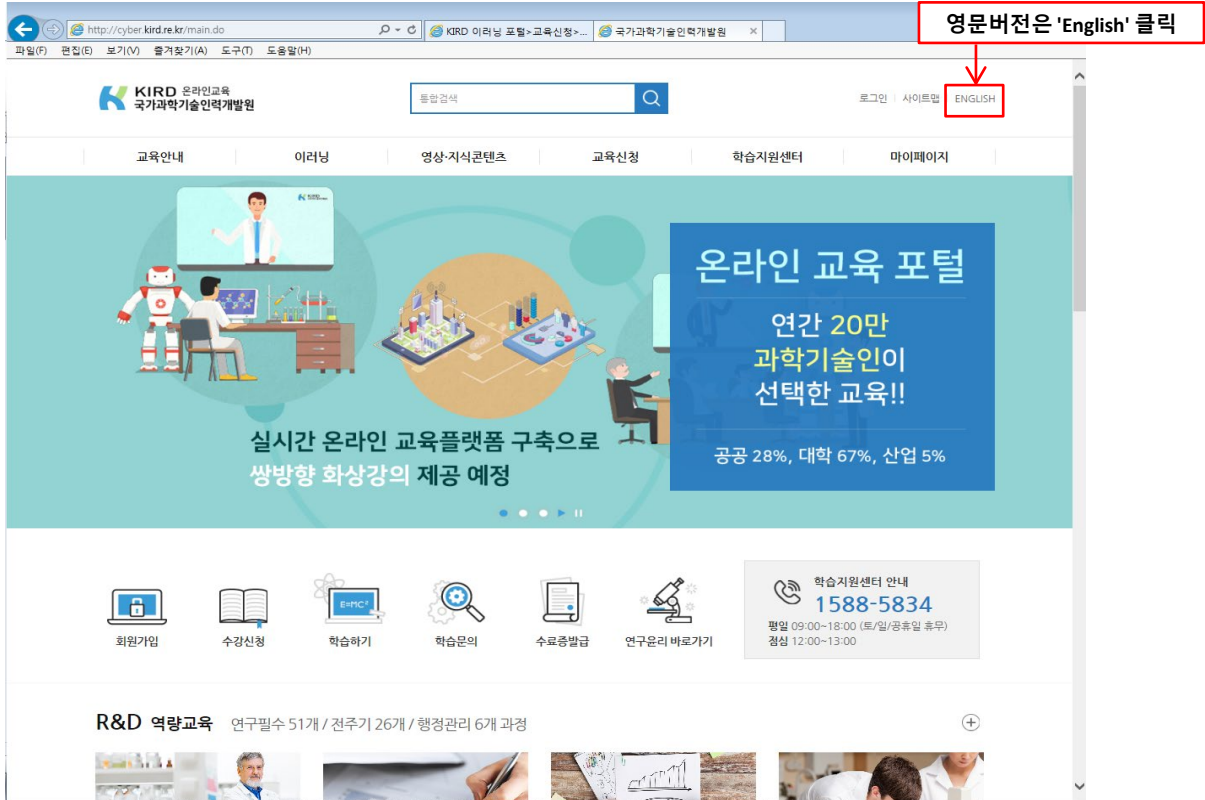 영문버전은 'English' 클릭
http://cyber.kird.re.kr/main.do
KIRD 이러닝 포털>교육신청>...
국가과학기술인력개발원
파일(F) 편집(E) 보기(V) 즐겨찾기(A) 도구(T) 도움말(H)
KIRD 온라인교육
국가과학기술인력개발원
통합검색
로그인 사이트맵 ENGLISH
교육안내 이러닝 영상·지식콘텐츠 교육신청 학습지원센터 마이페이지
온라인 교육 포털
연간 20만
과학기술인이
선택한 교육!!
공공 28%, 대학 67%, 산업 5%
실시간 온라인 교육플랫폼 구축으로
쌍방향 화상강의 제공 예정
E=MC²
회원가입 수강신청 학습하기 학습문의 수료증발급 연구윤리 바로가기
학습지원센터 안내
1588-5834
평일 09:00~18:00 (토/일/공휴일 휴무)
점심 12:00~13:00
R&D 역량교육 연구필수 51개 / 전주기 26개 / 행정관리 6개 과정